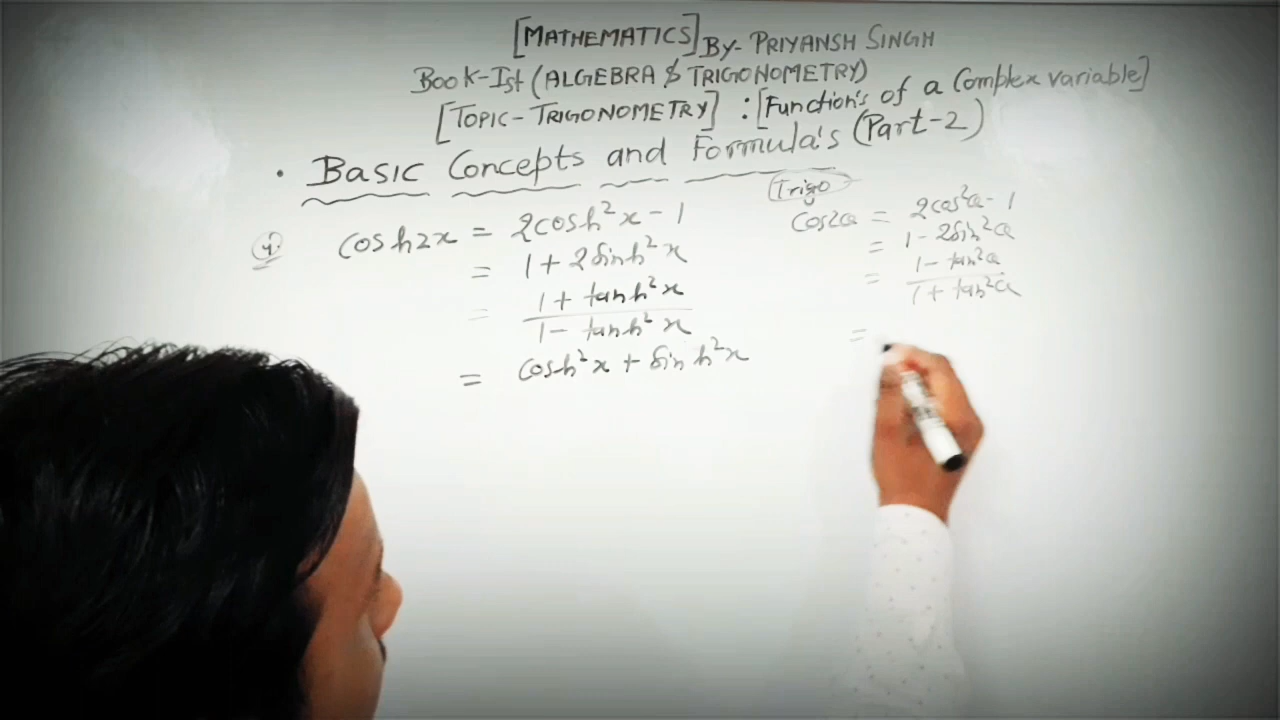 [MATHEMATICS] By- PRIYANSH SINGH
BOOK-Ist (ALGEBRA & TRIGONOMETRY)
[TOPIC- TRIGONOMETRY] : [Function's of a Complex variable]
• Basic Concepts and Formula's (Part-2)
4. cosh2x = 2cosh²x - 1
= 1 + 2sinh²x
= 1 + tanh²x
1 - tanh²x
= cosh²x + sinh²x
Trigo
Cos2a = 2cos²a - 1
= 1 - 2sin²a
= 1 - tan²a
1 + tan²a
=